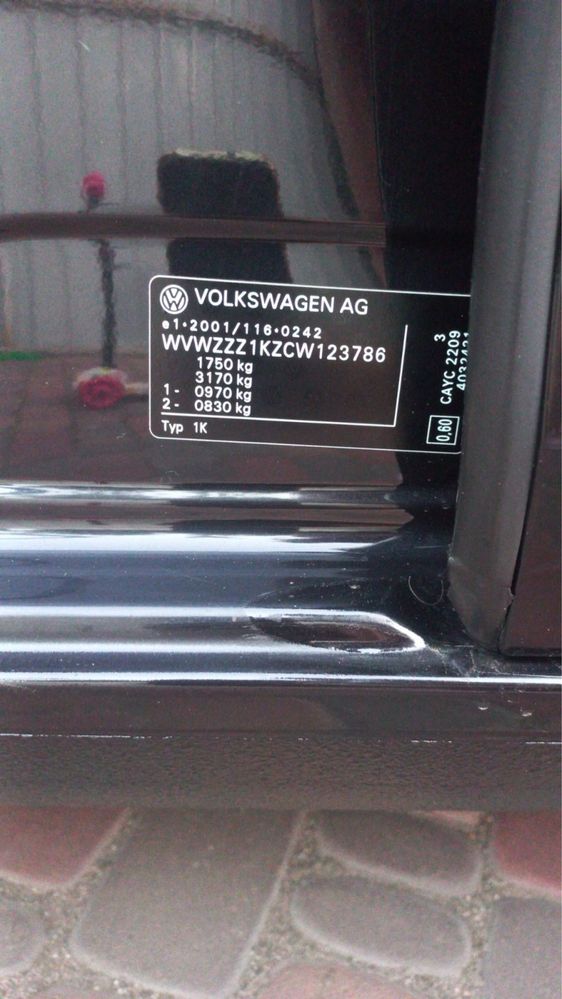 VOLKSWAGEN AG
e1*2001/116*0242
WVWZZZ1KZCW123786
1750 kg
3170 kg
1- 0970 kg
2- 0830 kg
Typ 1K
3
CAYC 2209
0,60